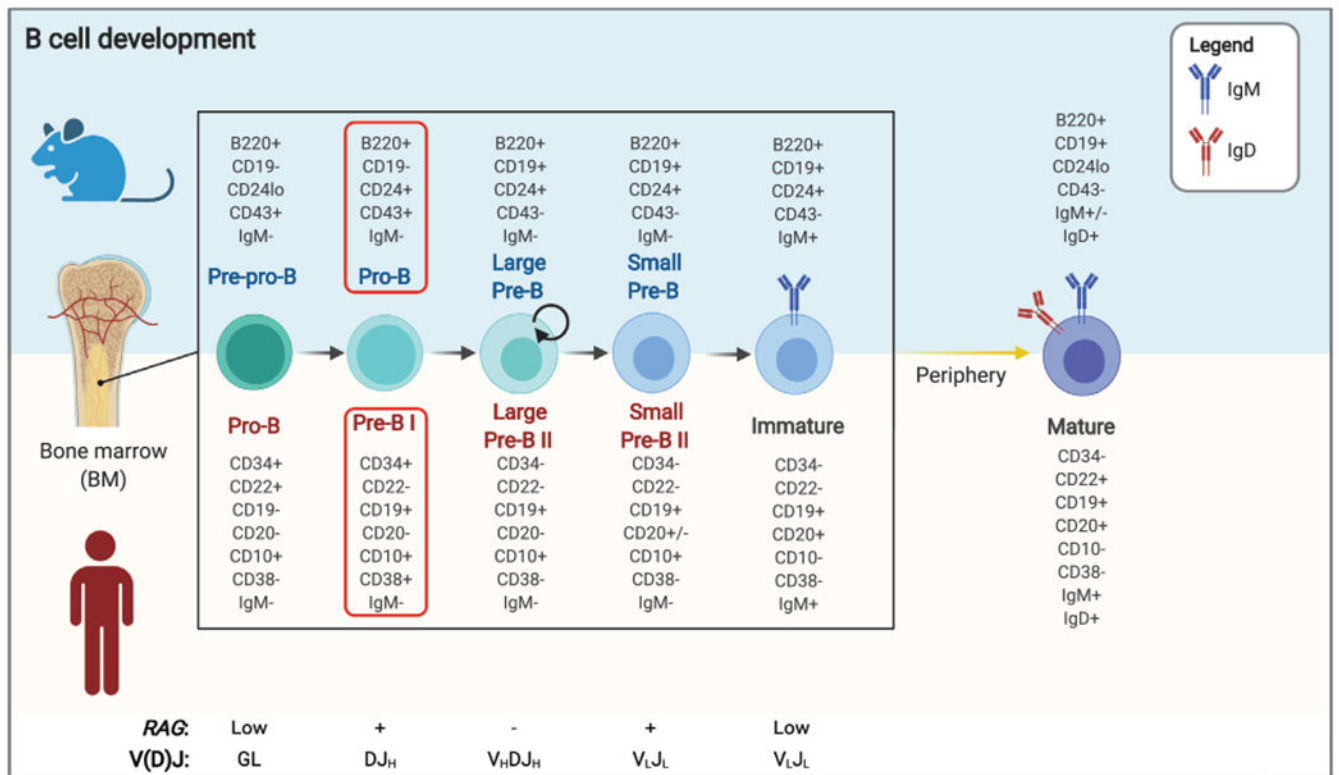 B cell development
Legend
IgM
IgD
B220+
CD19-
CD24lo
CD43+
IgM-
Pre-pro-B
B220+
CD19-
CD24+
CD43+
IgM-
Pro-B
B220+
CD19+
CD24+
CD43-
IgM-
Large
Pre-B
B220+
CD19+
CD24+
CD43-
IgM-
Small
Pre-B
B220+
CD19+
CD24+
CD43-
IgM+
B220+
CD19+
CD24lo
CD43-
IgM+/-
IgD+
Periphery
Bone marrow
(BM)
Pro-B
CD34+
CD22+
CD19-
CD20-
CD10+
CD38-
IgM-
Pre-B I
CD34+
CD22-
CD19+
CD20-
CD10+
CD38+
IgM-
Large
Pre-B II
CD34-
CD22-
CD19+
CD20-
CD10+
CD38-
IgM-
Small
Pre-B II
CD34-
CD22-
CD19+
CD20+/-
CD10+
CD38-
IgM-
Immature
CD34-
CD22-
CD19+
CD20+
CD10-
CD38-
IgM+
Mature
CD34-
CD22+
CD19+
CD20+
CD10-
CD38-
IgM+
IgD+
RAG: Low + - + Low
V(D)J: GL DJH VHDJH VLJL VLJL